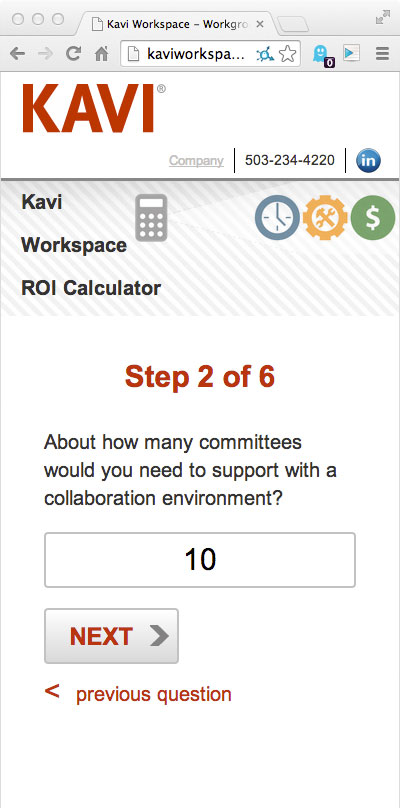 Kavi Workspace – Workgro
kaviworkspa...
0
KAVI®
Company 503-234-4220 in
Kavi
Workspace
ROI Calculator
$
Step 2 of 6
About how many committees
would you need to support with a
collaboration environment?
10
NEXT
< previous question